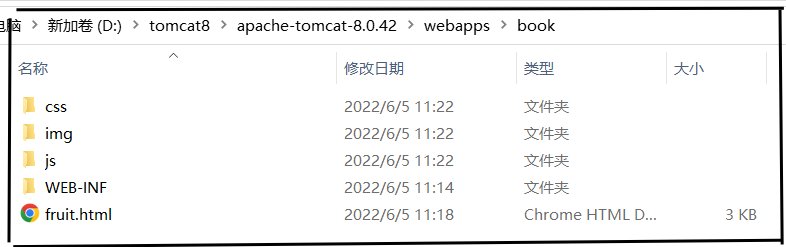 电脑 > 新加卷 (D:) > tomcat8 > apache-tomcat-8.0.42 > webapps > book
名称 修改日期 类型 大小
css 2022/6/5 11:22 文件夹
img 2022/6/5 11:22 文件夹
js 2022/6/5 11:22 文件夹
WEB-INF 2022/6/5 11:14 文件夹
fruit.html 2022/6/5 11:18 Chrome HTML D... 3 KB